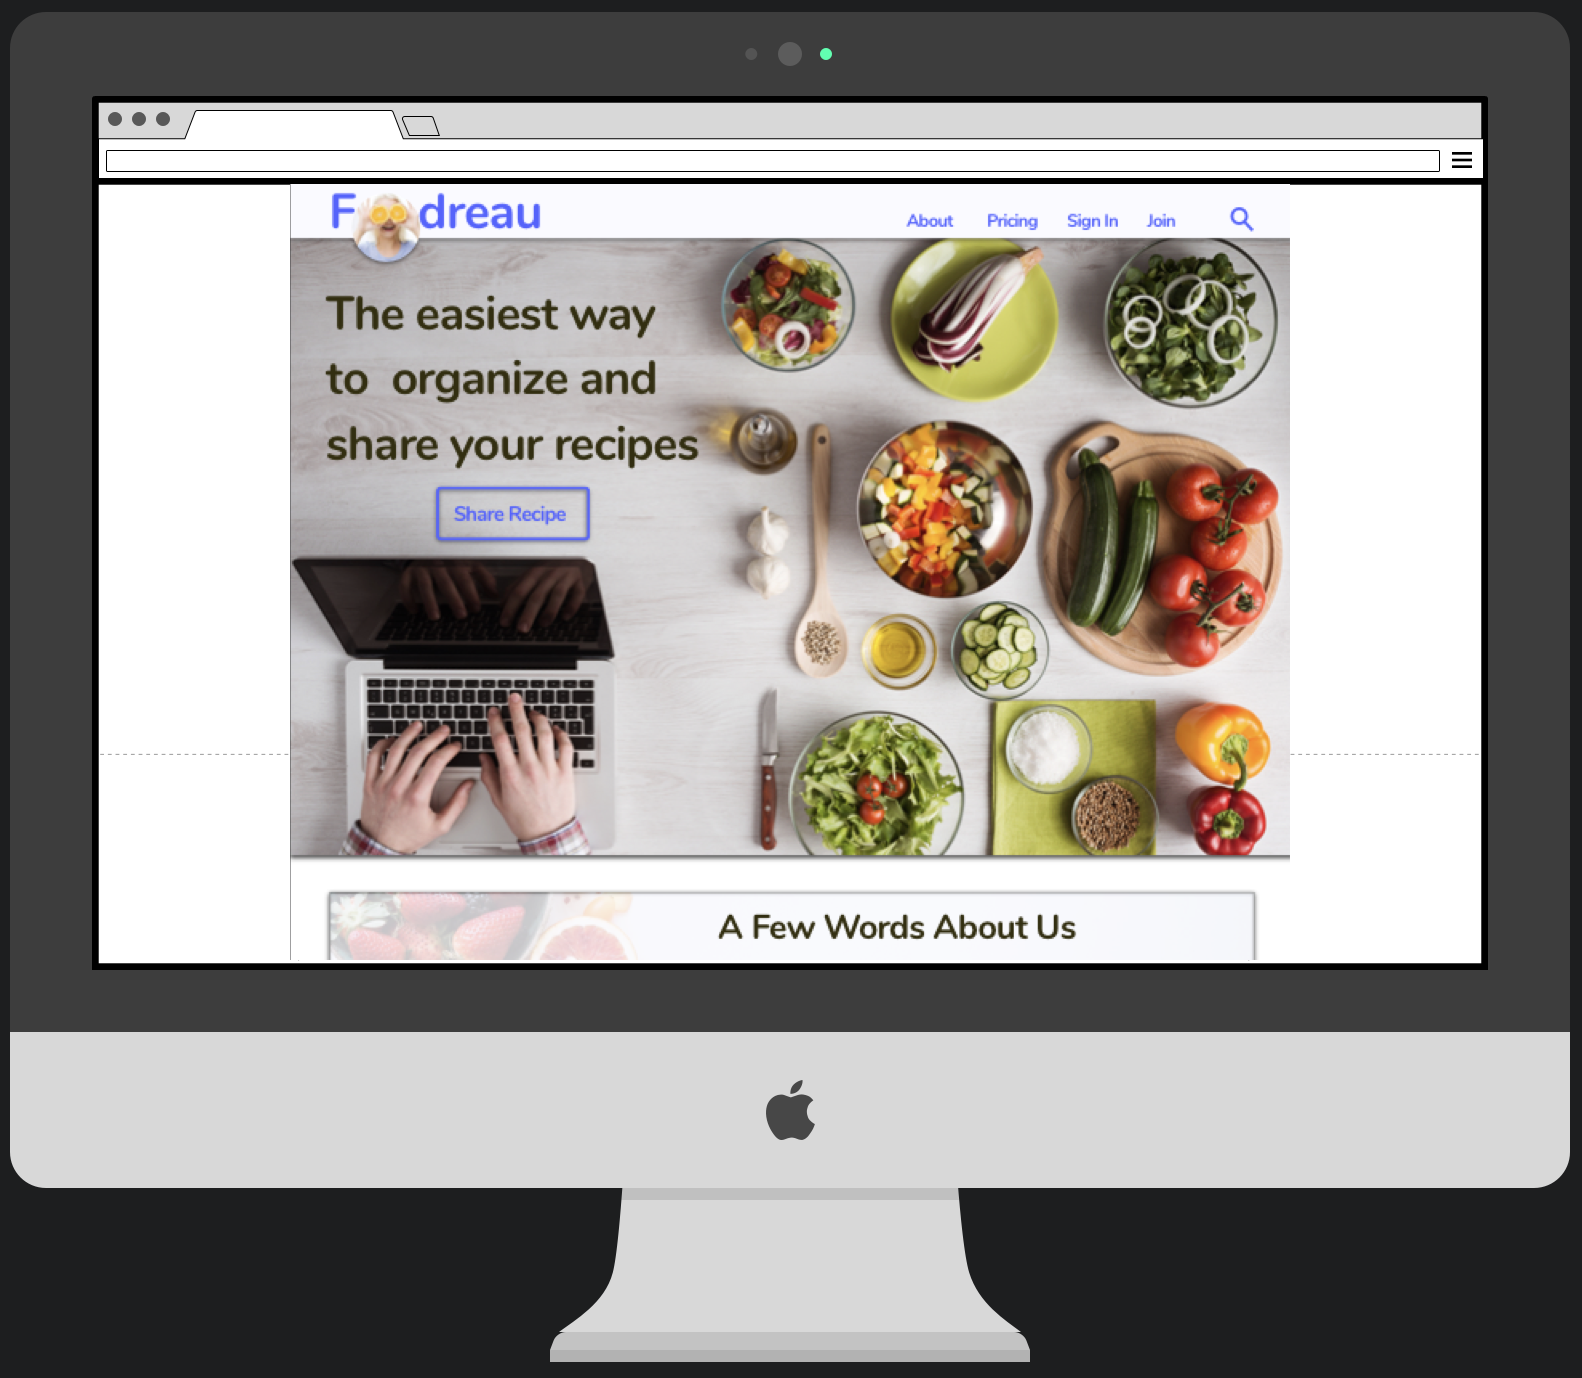 Foodreau
About Pricing Sign In Join
The easiest way
to organize and
share your recipes
Share Recipe
A Few Words About Us